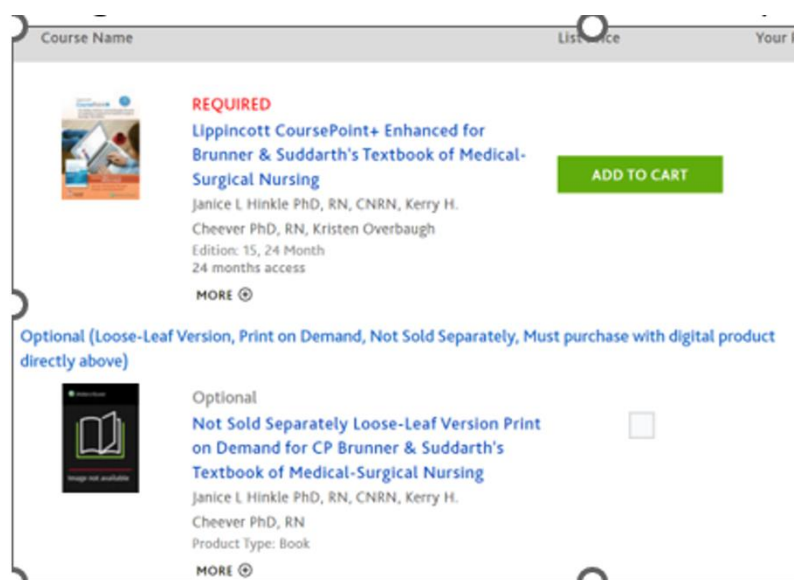 Course Name
Your
REQUIRED
Lippincott CoursePoint+ Enhanced for
Brunner & Suddarth's Textbook of Medical-
Surgical Nursing
ADD TO CART
Janice L Hinkle PhD, RN, CNRN, Kerry H.
Cheever PhD, RN, Kristen Overbaugh
Edition: 15, 24 Month
24 months access
MORE
Optional (Loose-Leaf Version, Print on Demand, Not Sold Separately, Must purchase with digital product
directly above)
Optional
Not Sold Separately Loose-Leaf Version Print
on Demand for CP Brunner & Suddarth's
Textbook of Medical-Surgical Nursing
Image not available
Janice L Hinkle PhD, RN, CNRN, Kerry H.
Cheever PhD, RN
Product Type: Book
MORE